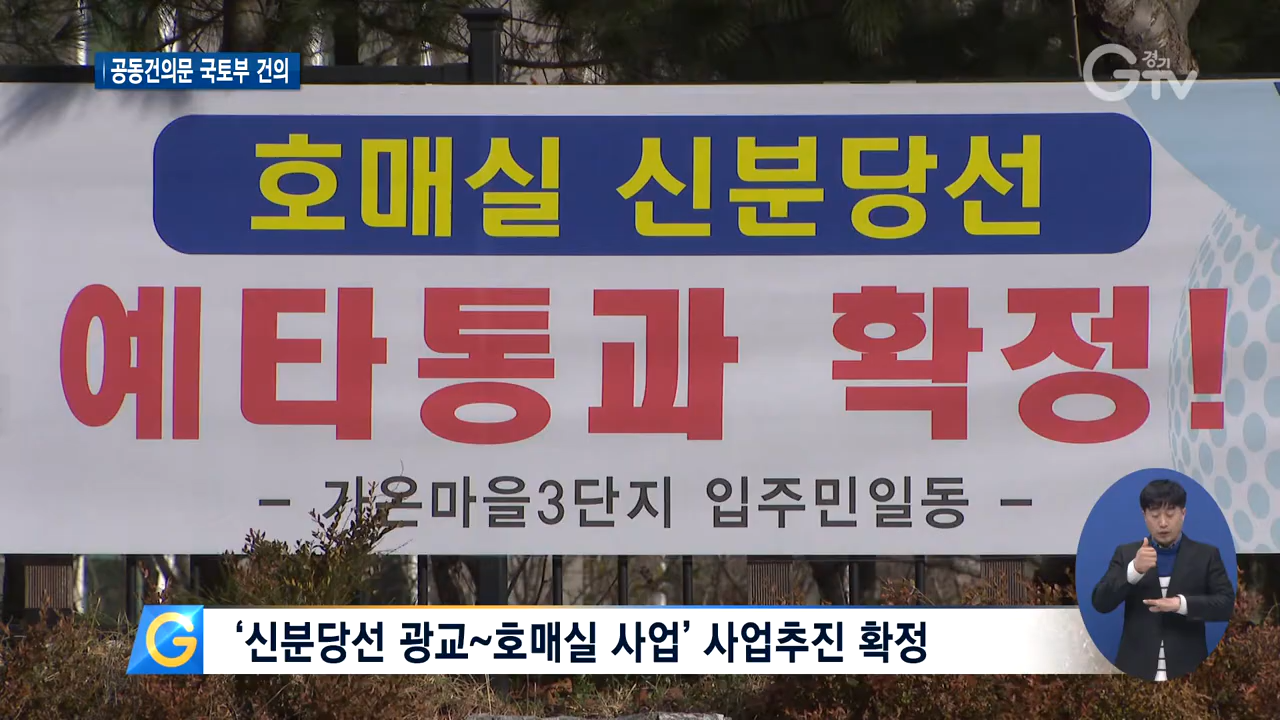 공동건의문 국토부 건의
G 경기 TV
호매실 신분당선
예타통과 확정!
- 가온마을3단지 입주민일동 -
G
‘신분당선 광교~호매실 사업’ 사업추진 확정